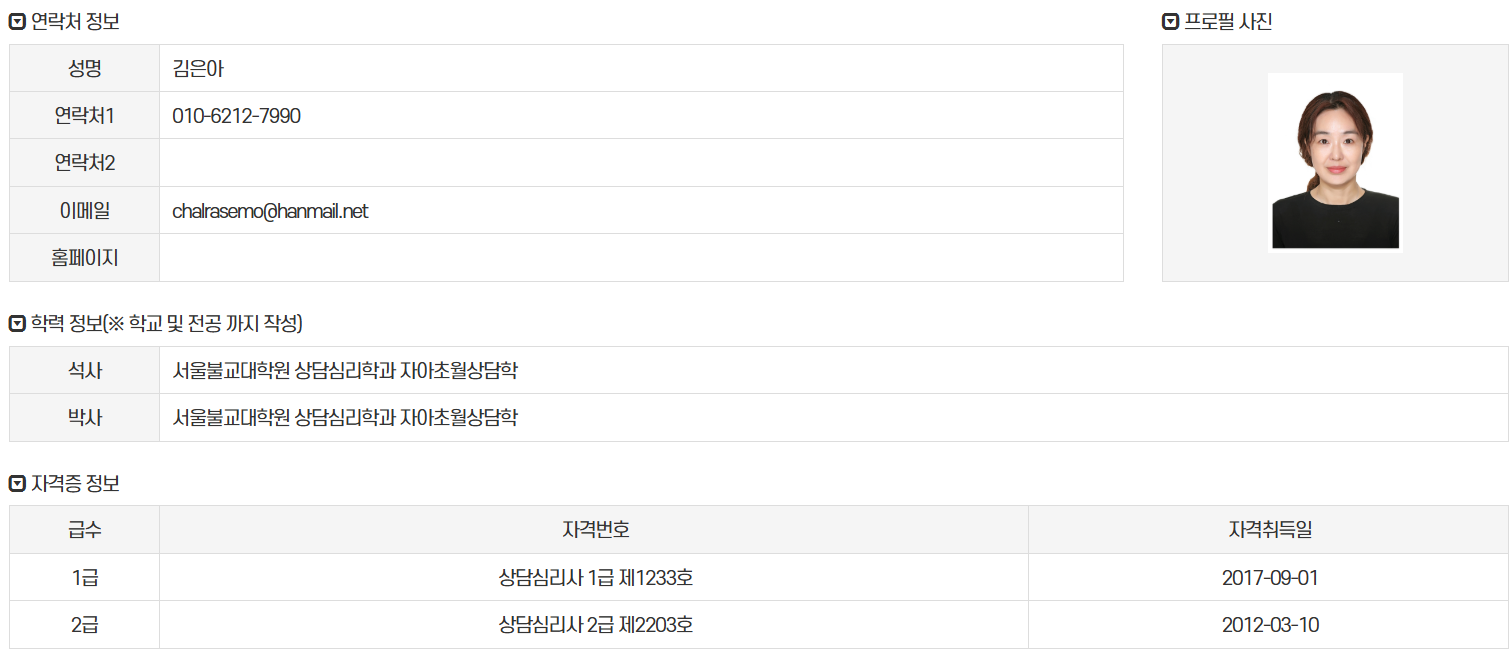 연락처 정보
프로필 사진
성명 김은아
연락처1 010-6212-7990
연락처2
이메일 chalrasemo@hanmail.net
홈페이지
학력 정보(※ 학교 및 전공 까지 작성)
석사 서울불교대학원 상담심리학과 자아초월상담학
박사 서울불교대학원 상담심리학과 자아초월상담학
자격증 정보
급수 자격번호 자격취득일
1급 상담심리사 1급 제1233호 2017-09-01
2급 상담심리사 2급 제2203호 2012-03-10